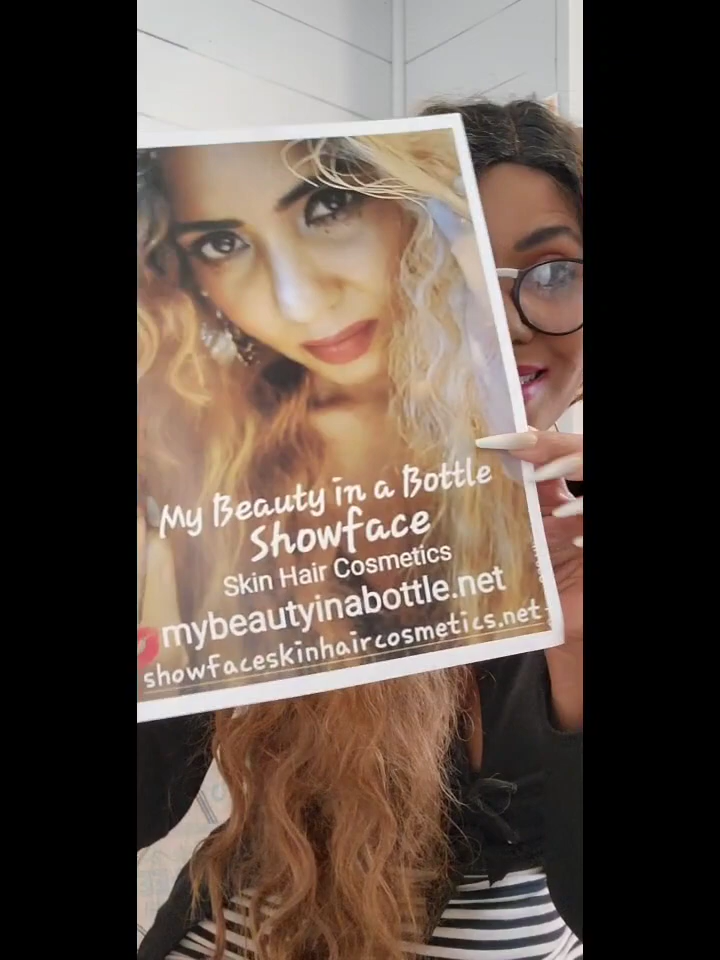 My Beauty in a Bottle
Showface
Skin Hair Cosmetics
mybeautyinabottle.net
showfaceskinhaircosmetics.net